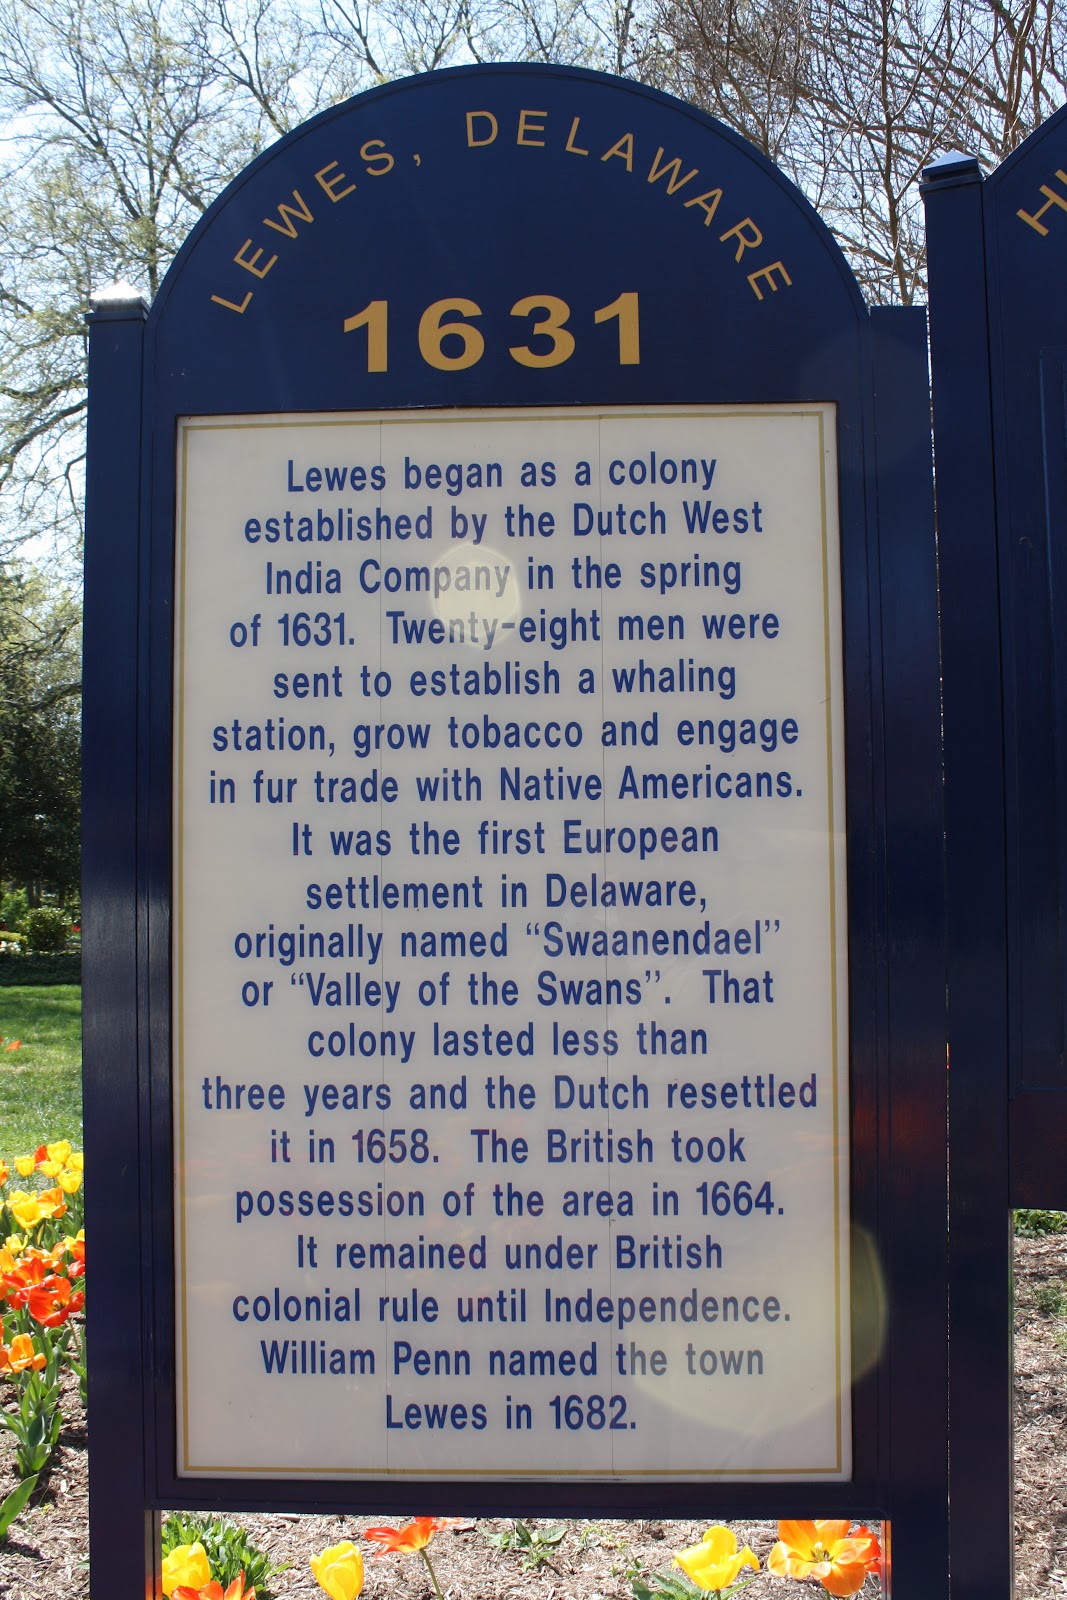 LEWES, DELAWARE
1631
Lewes began as a colony
established by the Dutch West
India Company in the spring
of 1631. Twenty-eight men were
sent to establish a whaling
station, grow tobacco and engage
in fur trade with Native Americans.
It was the first European
settlement in Delaware,
originally named “Swaanendael”
or “Valley of the Swans”. That
colony lasted less than
three years and the Dutch resettled
it in 1658. The British took
possession of the area in 1664.
It remained under British
colonial rule until Independence.
William Penn named the town
Lewes in 1682.